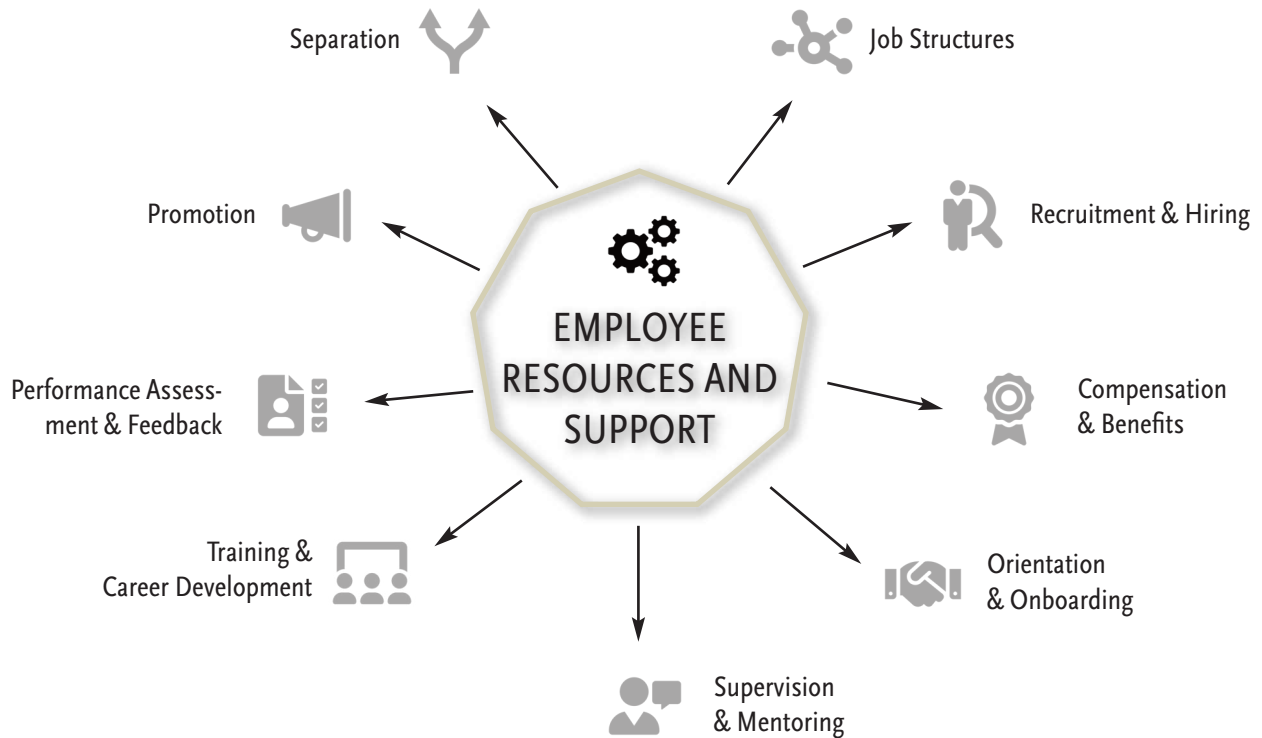 Separation
Job Structures
Promotion
Recruitment & Hiring
EMPLOYEE
RESOURCES AND
SUPPORT
Performance Assess-
ment & Feedback
Compensation
& Benefits
Training &
Career Development
Orientation
& Onboarding
Supervision
& Mentoring